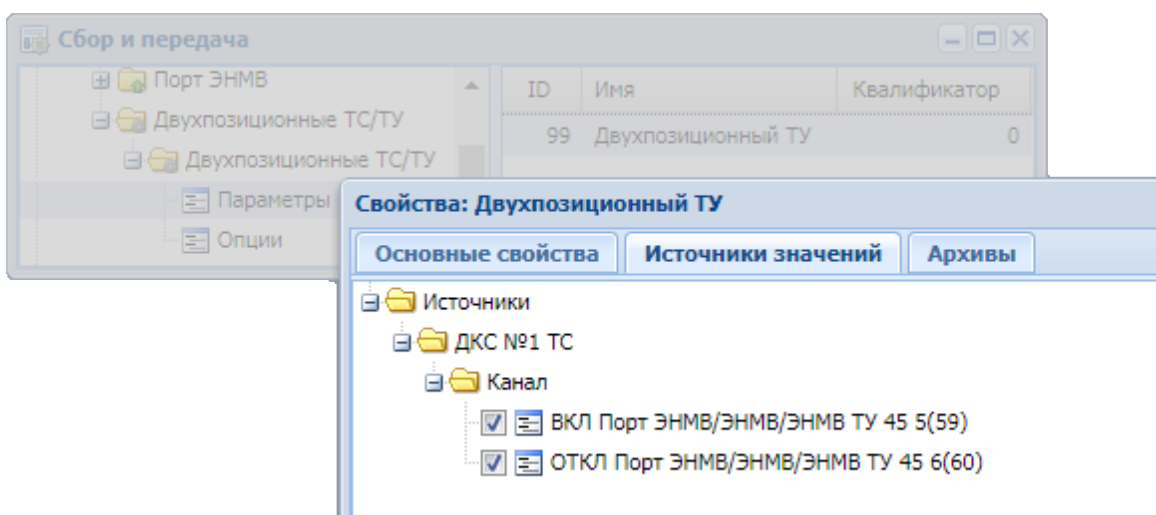 Сбор и передача
Порт ЭНМВ
Двухпозиционные ТС/ТУ
Двухпозиционные ТС/ТУ
Параметры
Опции
ID Имя Квалификатор
99 Двухпозиционный ТУ 0
Свойства: Двухпозиционный ТУ
Основные свойства Источники значений Архивы
Источники
ДКС №1 ТС
Канал
ВКЛ Порт ЭНМВ/ЭНМВ/ЭНМВ ТУ 45 5(59)
ОТКЛ Порт ЭНМВ/ЭНМВ/ЭНМВ ТУ 45 6(60)